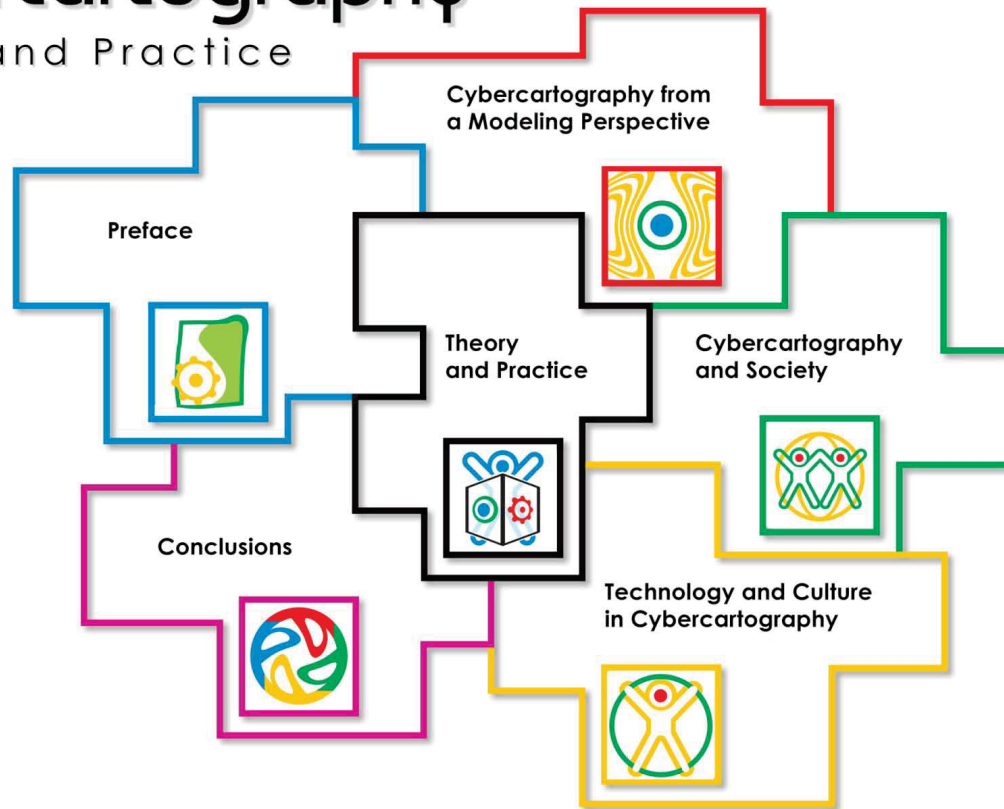 and Practice
Cybercartography from
a Modeling Perspective
Preface
Theory
and Practice
Cybercartography
and Society
Conclusions
Technology and Culture
in Cybercartography